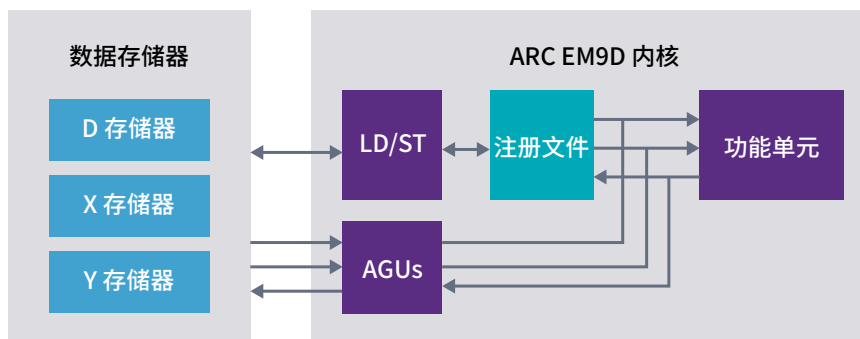 数据存储器
D 存储器
X 存储器
Y 存储器
ARC EM9D 内核
LD/ST
注册文件
功能单元
AGUs